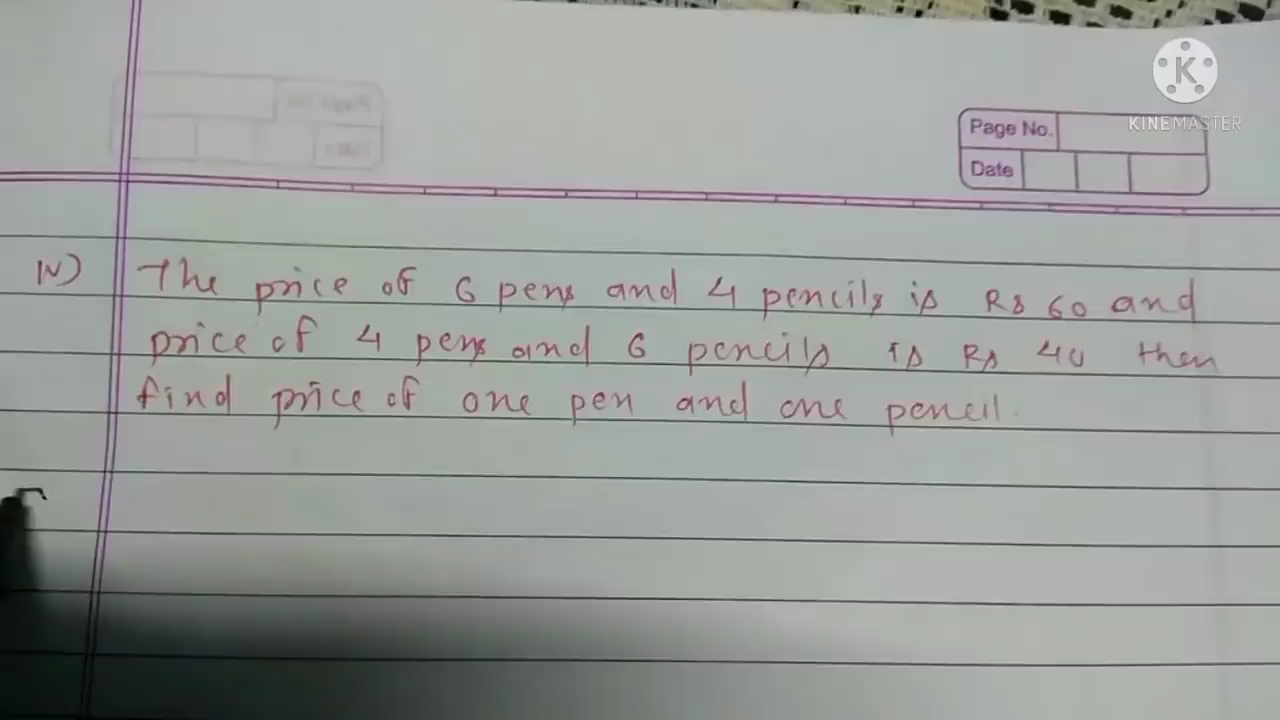 K
KINEMASTER
Page No.
Date
IV) The price of 6 pens and 4 pencils is Rs 60 and
price of 4 pens and 6 pencils is Rs 40 then
find price of one pen and one pencil.